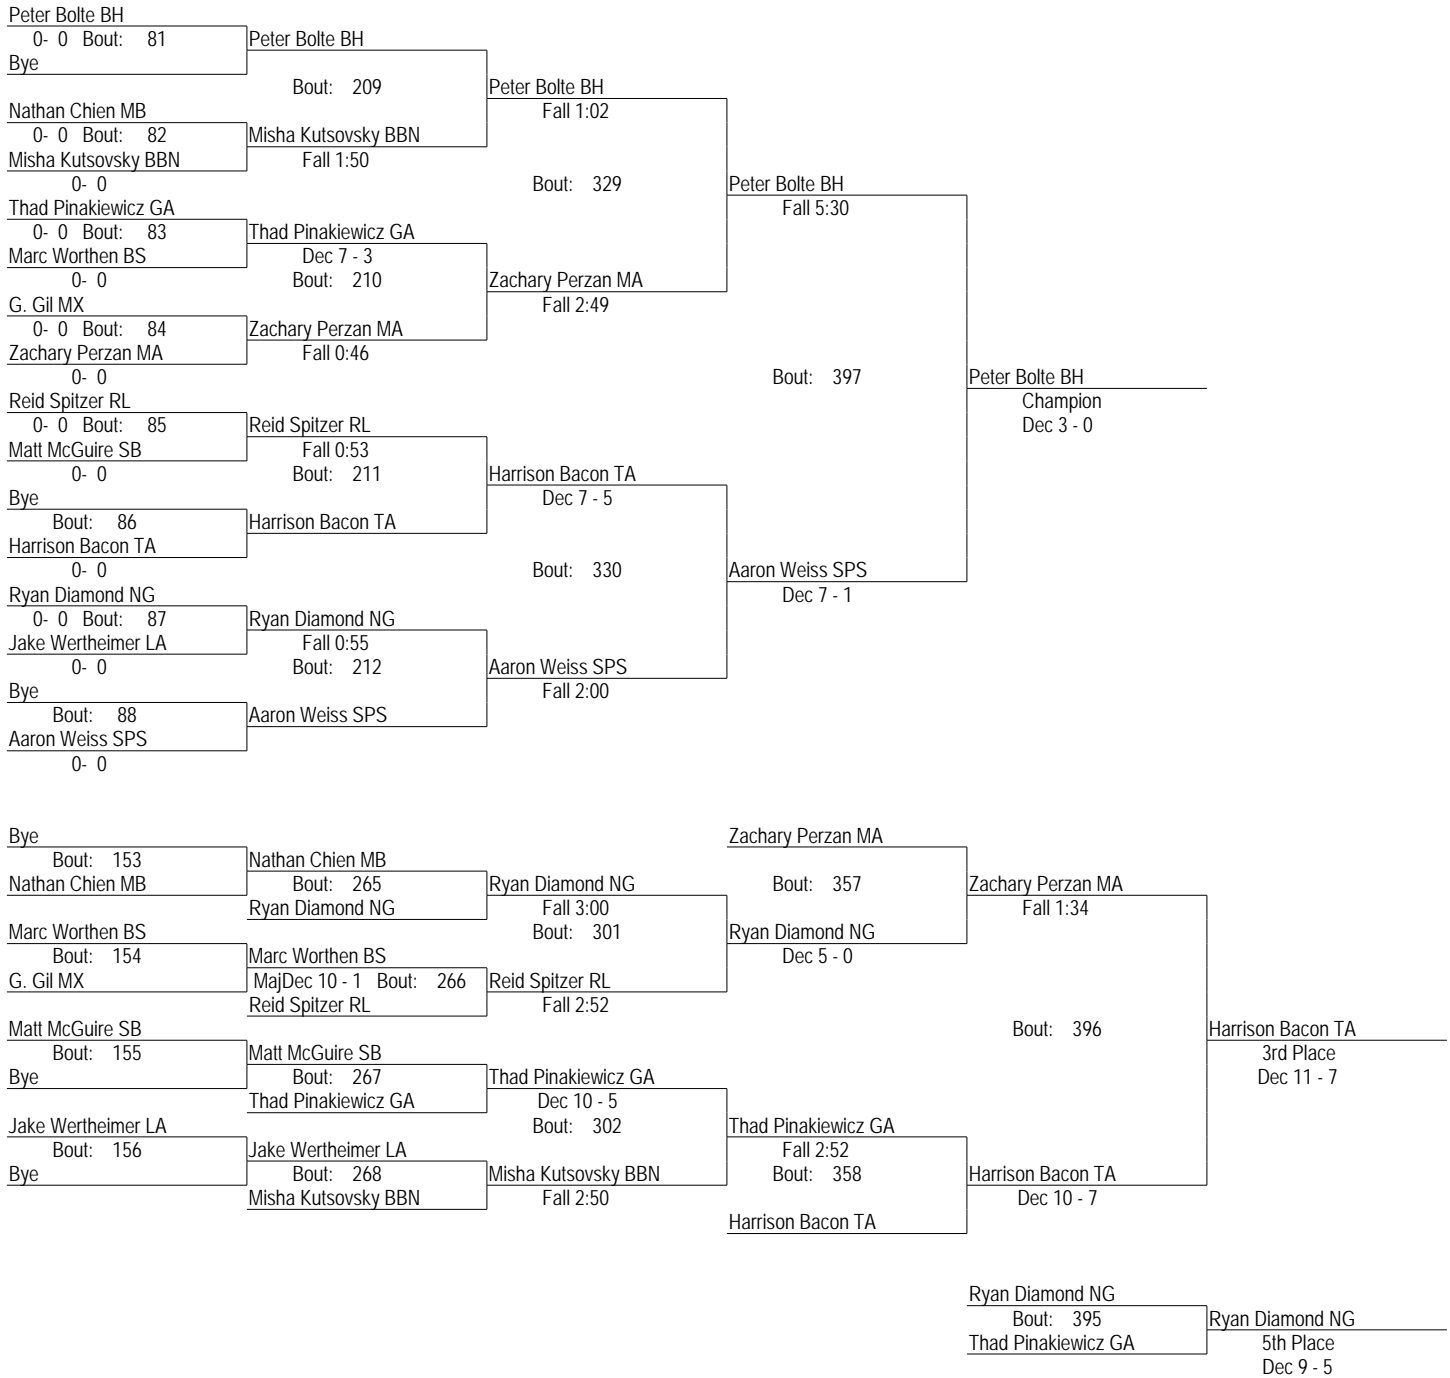 Peter Bolte BH
0- 0 Bout: 81
Peter Bolte BH
Bye
Bout: 209
Peter Bolte BH
Nathan Chien MB
Fall 1:02
0- 0 Bout: 82
Misha Kutsovsky BBN
Misha Kutsovsky BBN
Fall 1:50
0- 0
Bout: 329
Peter Bolte BH
Thad Pinakiewicz GA
Fall 5:30
0- 0 Bout: 83
Thad Pinakiewicz GA
Marc Worthen BS
Dec 7 - 3
0- 0
Bout: 210
Zachary Perzan MA
G. Gil MX
Fall 2:49
0- 0 Bout: 84
Zachary Perzan MA
Zachary Perzan MA
Fall 0:46
0- 0
Bout: 397
Peter Bolte BH
Reid Spitzer RL
Champion
0- 0 Bout: 85
Reid Spitzer RL
Dec 3 - 0
Matt McGuire SB
Fall 0:53
0- 0
Bout: 211
Harrison Bacon TA
Bye
Dec 7 - 5
Bout: 86
Harrison Bacon TA
Harrison Bacon TA
0- 0
Bout: 330
Aaron Weiss SPS
Ryan Diamond NG
Dec 7 - 1
0- 0 Bout: 87
Ryan Diamond NG
Jake Wertheimer LA
Fall 0:55
0- 0
Bout: 212
Aaron Weiss SPS
Bye
Fall 2:00
Bout: 88
Aaron Weiss SPS
Aaron Weiss SPS
0- 0
Bye
Zachary Perzan MA
Bout: 153
Nathan Chien MB
Nathan Chien MB
Bout: 265
Ryan Diamond NG
Bout: 357
Zachary Perzan MA
Ryan Diamond NG
Fall 3:00
Fall 1:34
Marc Worthen BS
Bout: 301
Ryan Diamond NG
Bout: 154
Marc Worthen BS
Dec 5 - 0
G. Gil MX
MajDec 10 - 1 Bout: 266
Reid Spitzer RL
Reid Spitzer RL
Fall 2:52
Matt McGuire SB
Bout: 396
Harrison Bacon TA
Bout: 155
Matt McGuire SB
3rd Place
Bye
Bout: 267
Thad Pinakiewicz GA
Dec 11 - 7
Thad Pinakiewicz GA
Dec 10 - 5
Jake Wertheimer LA
Bout: 302
Thad Pinakiewicz GA
Bout: 156
Jake Wertheimer LA
Fall 2:52
Bye
Bout: 268
Misha Kutsovsky BBN
Bout: 358
Harrison Bacon TA
Misha Kutsovsky BBN
Fall 2:50
Dec 10 - 7
Harrison Bacon TA
Ryan Diamond NG
Bout: 395
Ryan Diamond NG
Thad Pinakiewicz GA
5th Place
Dec 9 - 5